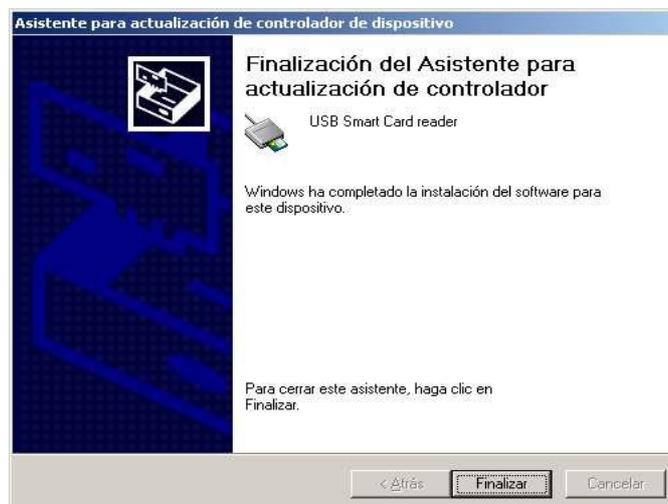 Asistente para actualización de controlador de dispositivo
Finalización del Asistente para
actualización de controlador
USB Smart Card reader
Windows ha completado la instalación del software para
este dispositivo.
Para cerrar este asistente, haga clic en
Finalizar.
< Atrás
Finalizar
Cancelar